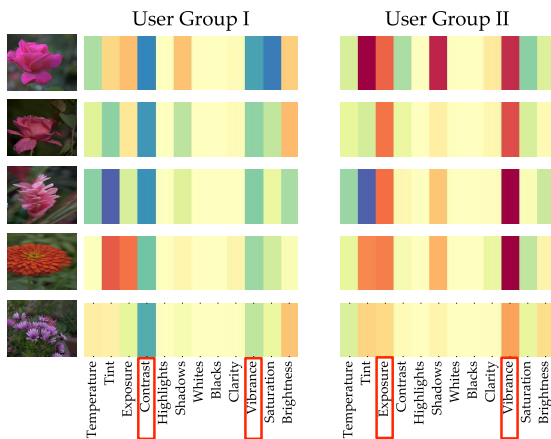 User Group I
User Group II
Temperature
Tint
Exposure
Contrast
Highlights
Shadows
Whites
Blacks
Clarity
Vibrance
Saturation
Brightness
Temperature
Tint
Exposure
Contrast
Highlights
Shadows
Whites
Blacks
Clarity
Vibrance
Saturation
Brightness